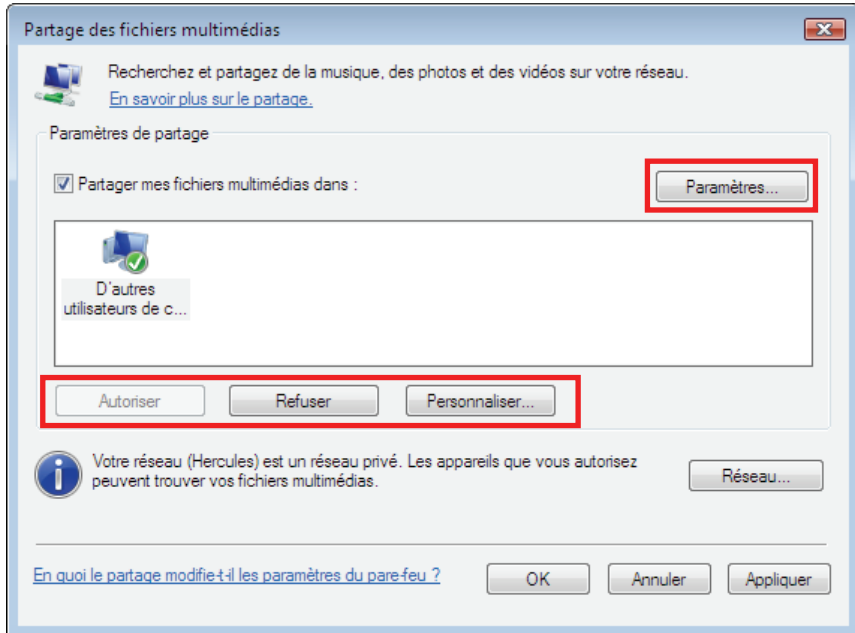 Partage des fichiers multimédias
Recherchez et partagez de la musique, des photos et des vidéos sur votre réseau.
En savoir plus sur le partage.
Paramètres de partage
Partager mes fichiers multimédias dans :
Paramètres...
D'autres
utilisateurs de c...
Autoriser
Refuser
Personnaliser...
Votre réseau (Hercules) est un réseau privé. Les appareils que vous autorisez
peuvent trouver vos fichiers multimédias.
Réseau...
En quoi le partage modifie-t-il les paramètres du pare-feu ?
OK
Annuler
Appliquer